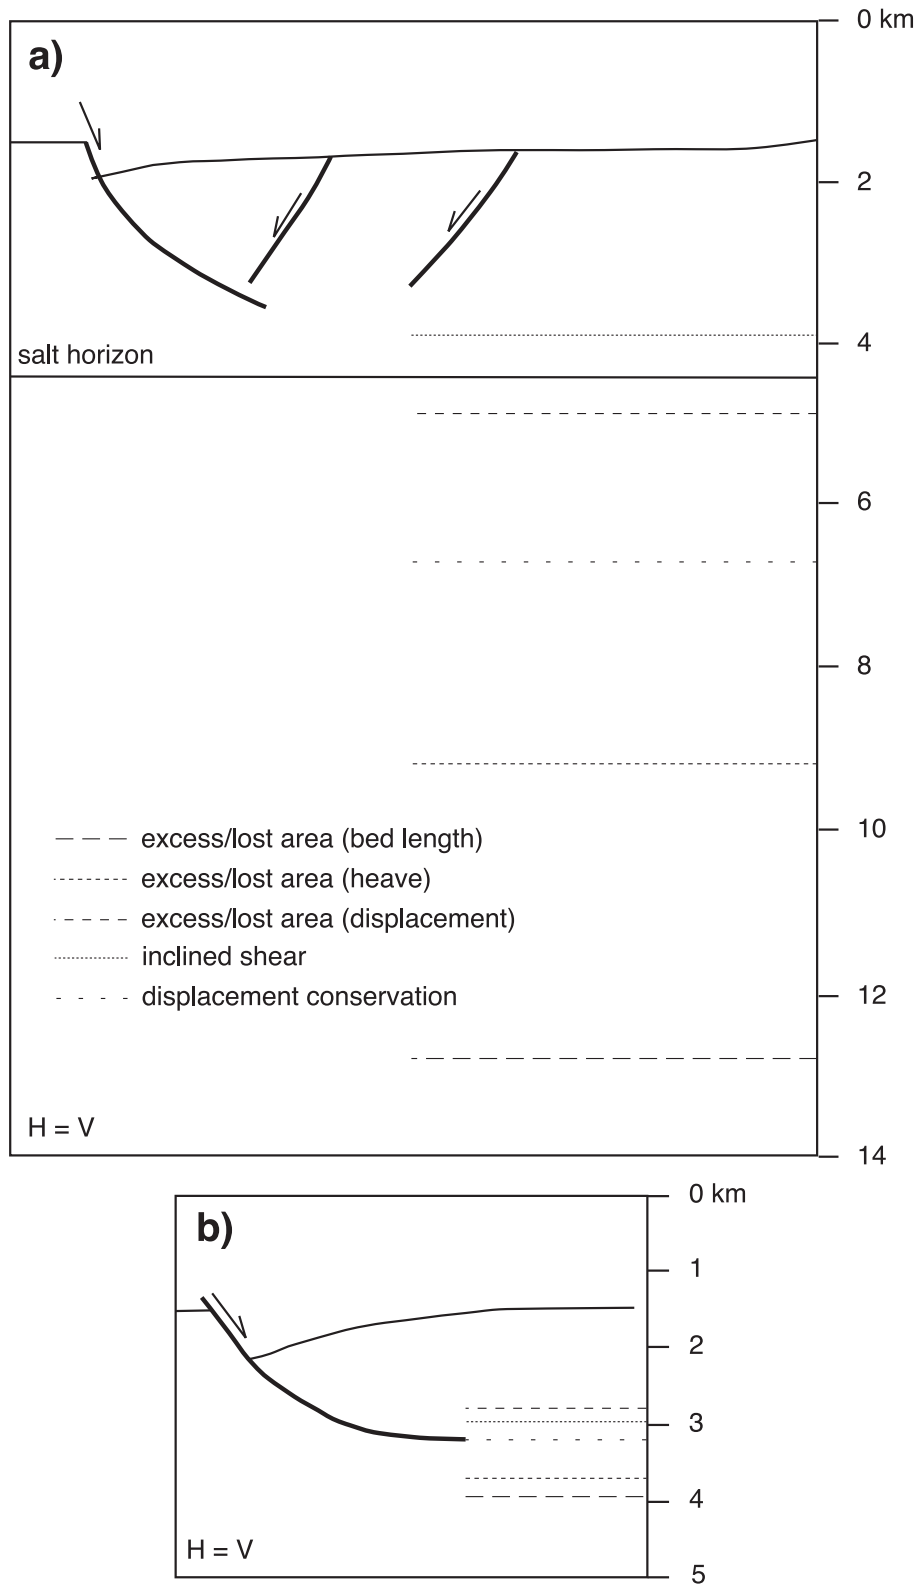 0 km
a)
2
salt horizon
4
6
8
10
excess/lost area (bed length)
excess/lost area (heave)
excess/lost area (displacement)
inclined shear
displacement conservation
12
H = V
14
0 km
b)
1
2
3
4
H = V
5